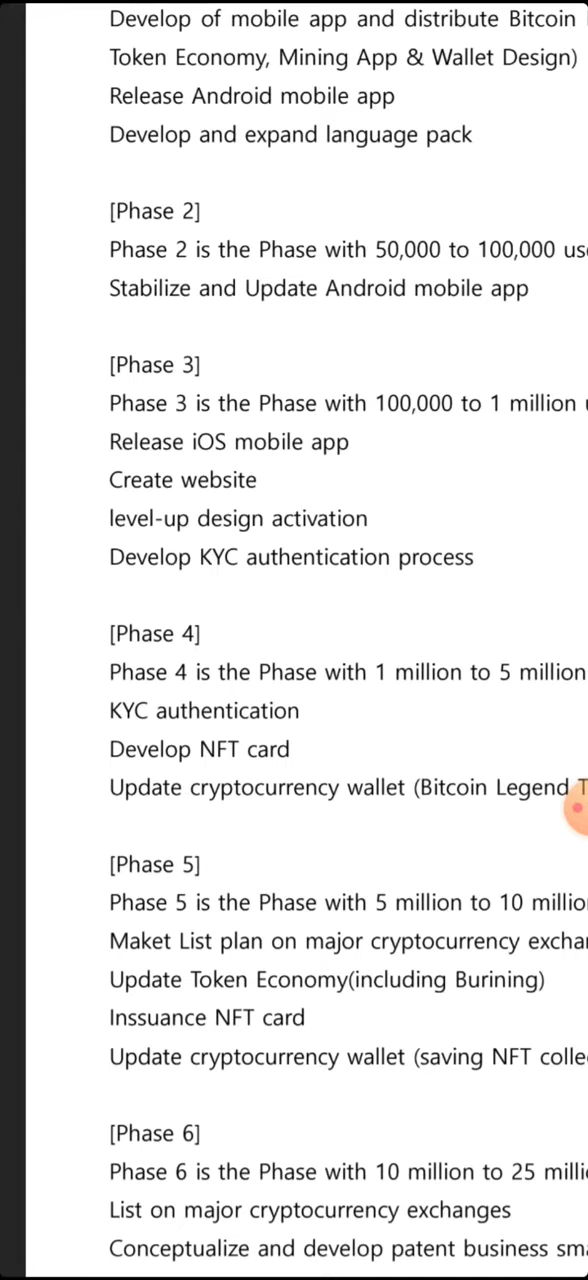 Develop of mobile app and distribute Bitcoin
Token Economy, Mining App & Wallet Design)
Release Android mobile app
Develop and expand language pack
[Phase 2]
Phase 2 is the Phase with 50,000 to 100,000
Stabilize and Update Android mobile app
[Phase 3]
Phase 3 is the Phase with 100,000 to 1 million
Release iOS mobile app
Create website
level-up design activation
Develop KYC authentication process
[Phase 4]
Phase 4 is the Phase with 1 million to 5 million
KYC authentication
Develop NFT card
Update cryptocurrency wallet (Bitcoin Legend
[Phase 5]
Phase 5 is the Phase with 5 million to 10
Maket List plan on major cryptocurrency
Update Token Economy(including Burining)
Inssuance NFT card
Update cryptocurrency wallet (saving NFT
[Phase 6]
Phase 6 is the Phase with 10 million to 25
List on major cryptocurrency exchanges
Conceptualize and develop patent business